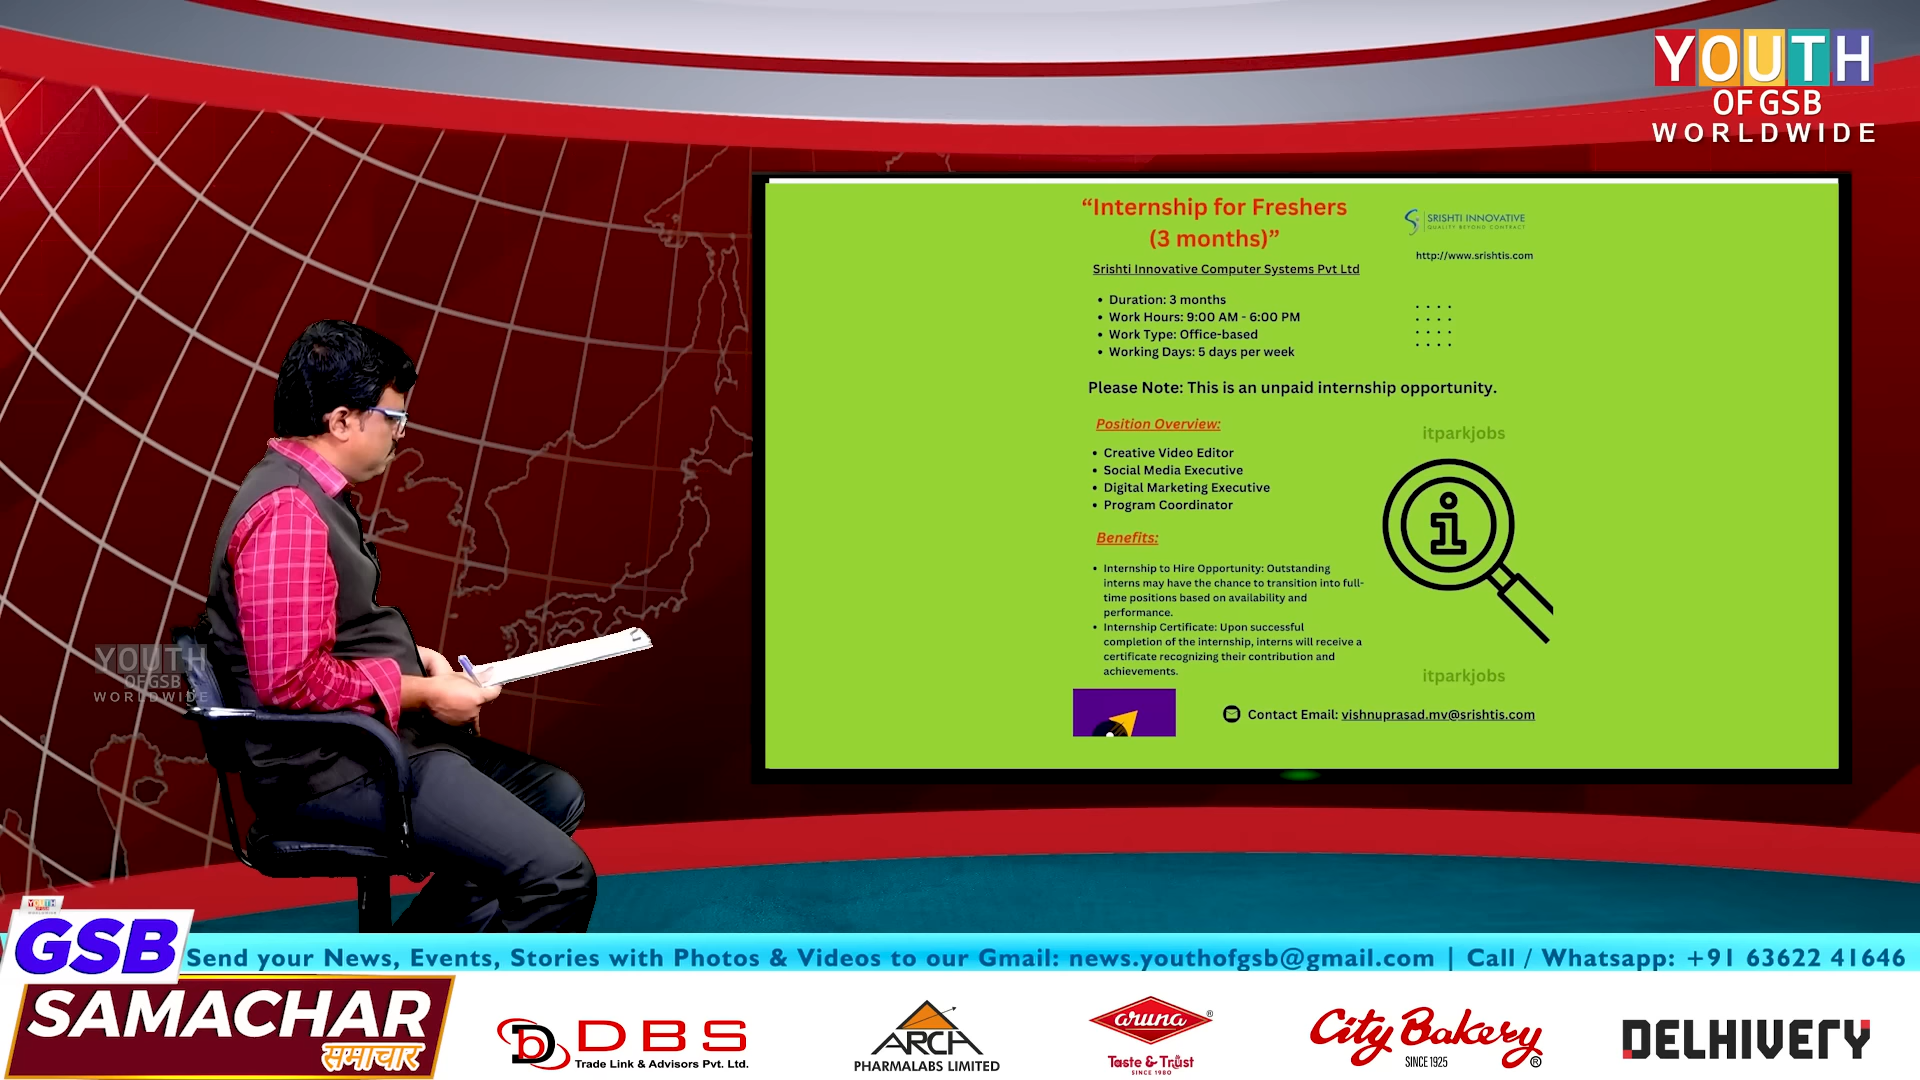 YOUTH
OF GSB
WORLDWIDE
“Internship for Freshers
(3 months)”
SRISHTI INNOVATIVE
QUALITY BEYOND CONTRACT
http://www.srishtis.com
Srishti Innovative Computer Systems Pvt Ltd
• Duration: 3 months
• Work Hours: 9:00 AM - 6:00 PM
• Work Type: Office-based
• Working Days: 5 days per week
Please Note: This is an unpaid internship opportunity.
Position Overview:
itparkjobs
• Creative Video Editor
• Social Media Executive
• Digital Marketing Executive
• Program Coordinator
Benefits:
• Internship to Hire Opportunity: Outstanding
interns may have the chance to transition into full-
time positions based on availability and
performance.
• Internship Certificate: Upon successful
completion of the internship, interns will receive a
certificate recognizing their contribution and
achievements.
itparkjobs
Contact Email: vishnuprasad.mv@srishtis.com
YOUTH
OF GSB
WORLDWIDE
GSB
SAMACHAR
समाचार
Send your News, Events, Stories with Photos & Videos to our Gmail: news.youthofgsb@gmail.com | Call / Whatsapp: +91 63622 41646
DBS
Trade Link & Advisors Pvt. Ltd.
ARCH
PHARMALABS LIMITED
aruna ®
Taste & Trust
SINCE 1980
City Bakery ®
SINCE 1925
DELHIVERY